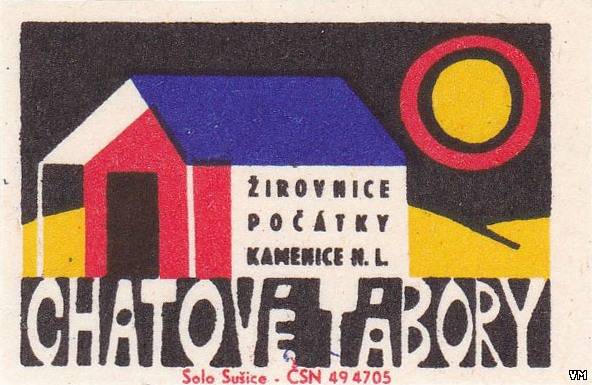 ŽIROVNICE
POČÁTKY
KAMENICE N. L.
CHATOVÉ TÁBORY
Solo Sušice - ČSN 49 4705
VM